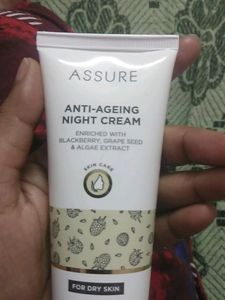 ASSURE
ANTI-AGEING
NIGHT CREAM
ENRICHED WITH
BLACKBERRY, GRAPE SEED
& ALGAE EXTRACT
SKIN CARE
FOR DRY SKIN